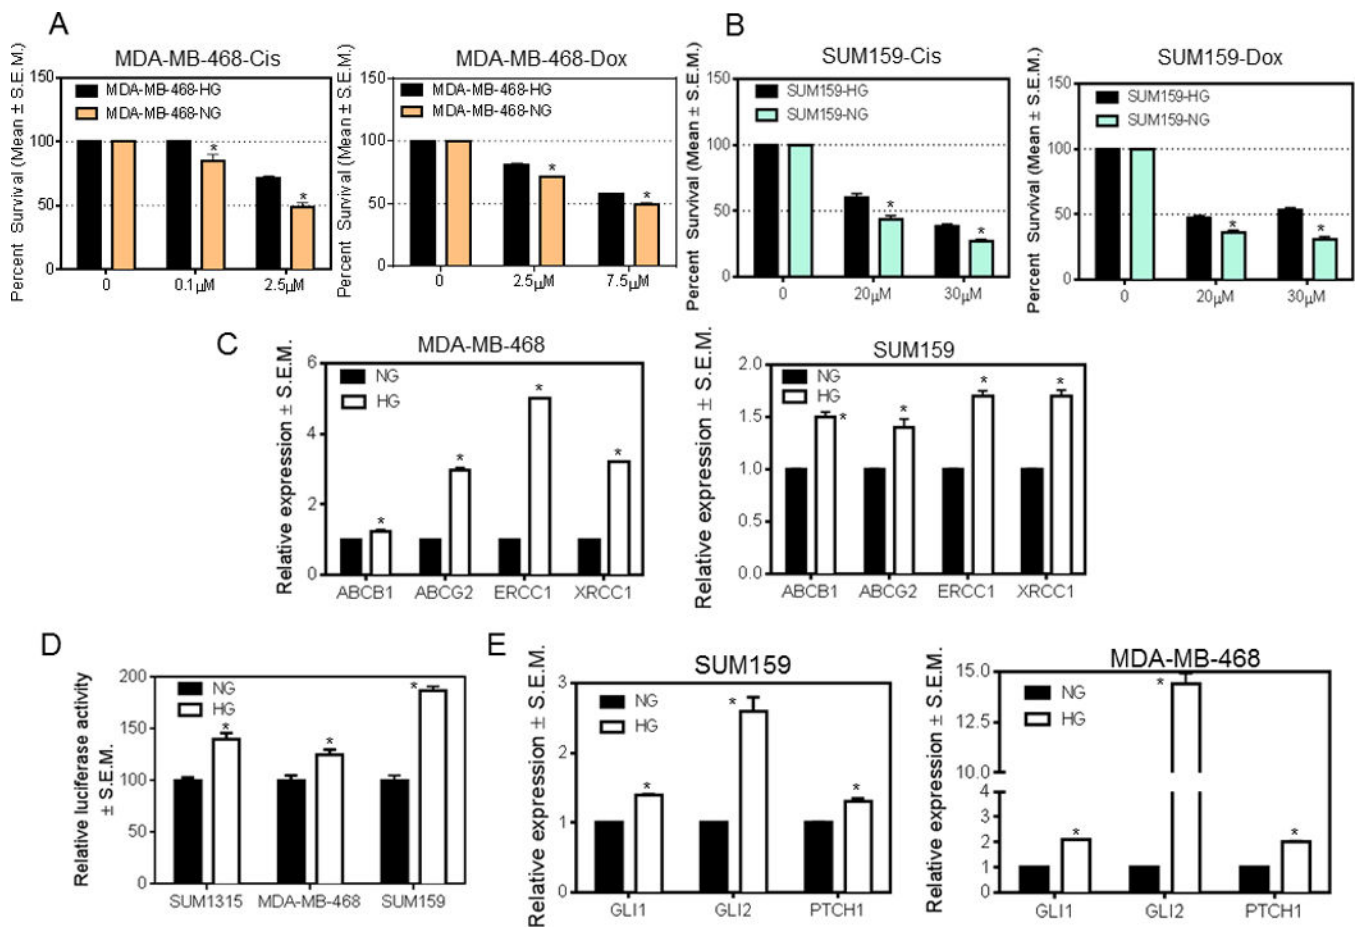 A
MDA-MB-468-Cis
Percent Survival (Mean ± S.E.M.)
150
100
50
0
MDA-MB-468-HG
MDA-MB-468-NG
*
*
0
0.1µM
2.5µM
MDA-MB-468-Dox
Percent Survival (Mean ± S.E.M.)
150
100
50
0
MDA-MB-468-HG
MDA-MB-468-NG
*
*
0
2.5µM
7.5µM
B
SUM159-Cis
Percent Survival (Mean ± S.E.M.)
150
100
50
0
SUM159-HG
SUM159-NG
*
*
0
20µM
30µM
SUM159-Dox
Percent Survival (Mean ± S.E.M.)
150
100
50
0
SUM159-HG
SUM159-NG
*
*
0
20µM
30µM
C
MDA-MB-468
Relative expression ± S.E.M.
6
4
2
0
NG
HG
*
*
*
*
ABCB1
ABCG2
ERCC1
XRCC1
SUM159
Relative expression ± S.E.M.
2.0
1.5
1.0
0.5
0.0
NG
HG
*
*
*
*
ABCB1
ABCG2
ERCC1
XRCC1
D
Relative luciferase activity
± S.E.M.
200
150
100
50
0
NG
HG
*
*
*
SUM1315
MDA-MB-468
SUM159
E
SUM159
Relative expression ± S.E.M.
3
2
1
0
NG
HG
*
*
*
GLI1
GLI2
PTCH1
MDA-MB-468
Relative expression ± S.E.M.
15.0
12.5
10.0
4
3
2
1
0
NG
HG
*
*
*
GLI1
GLI2
PTCH1